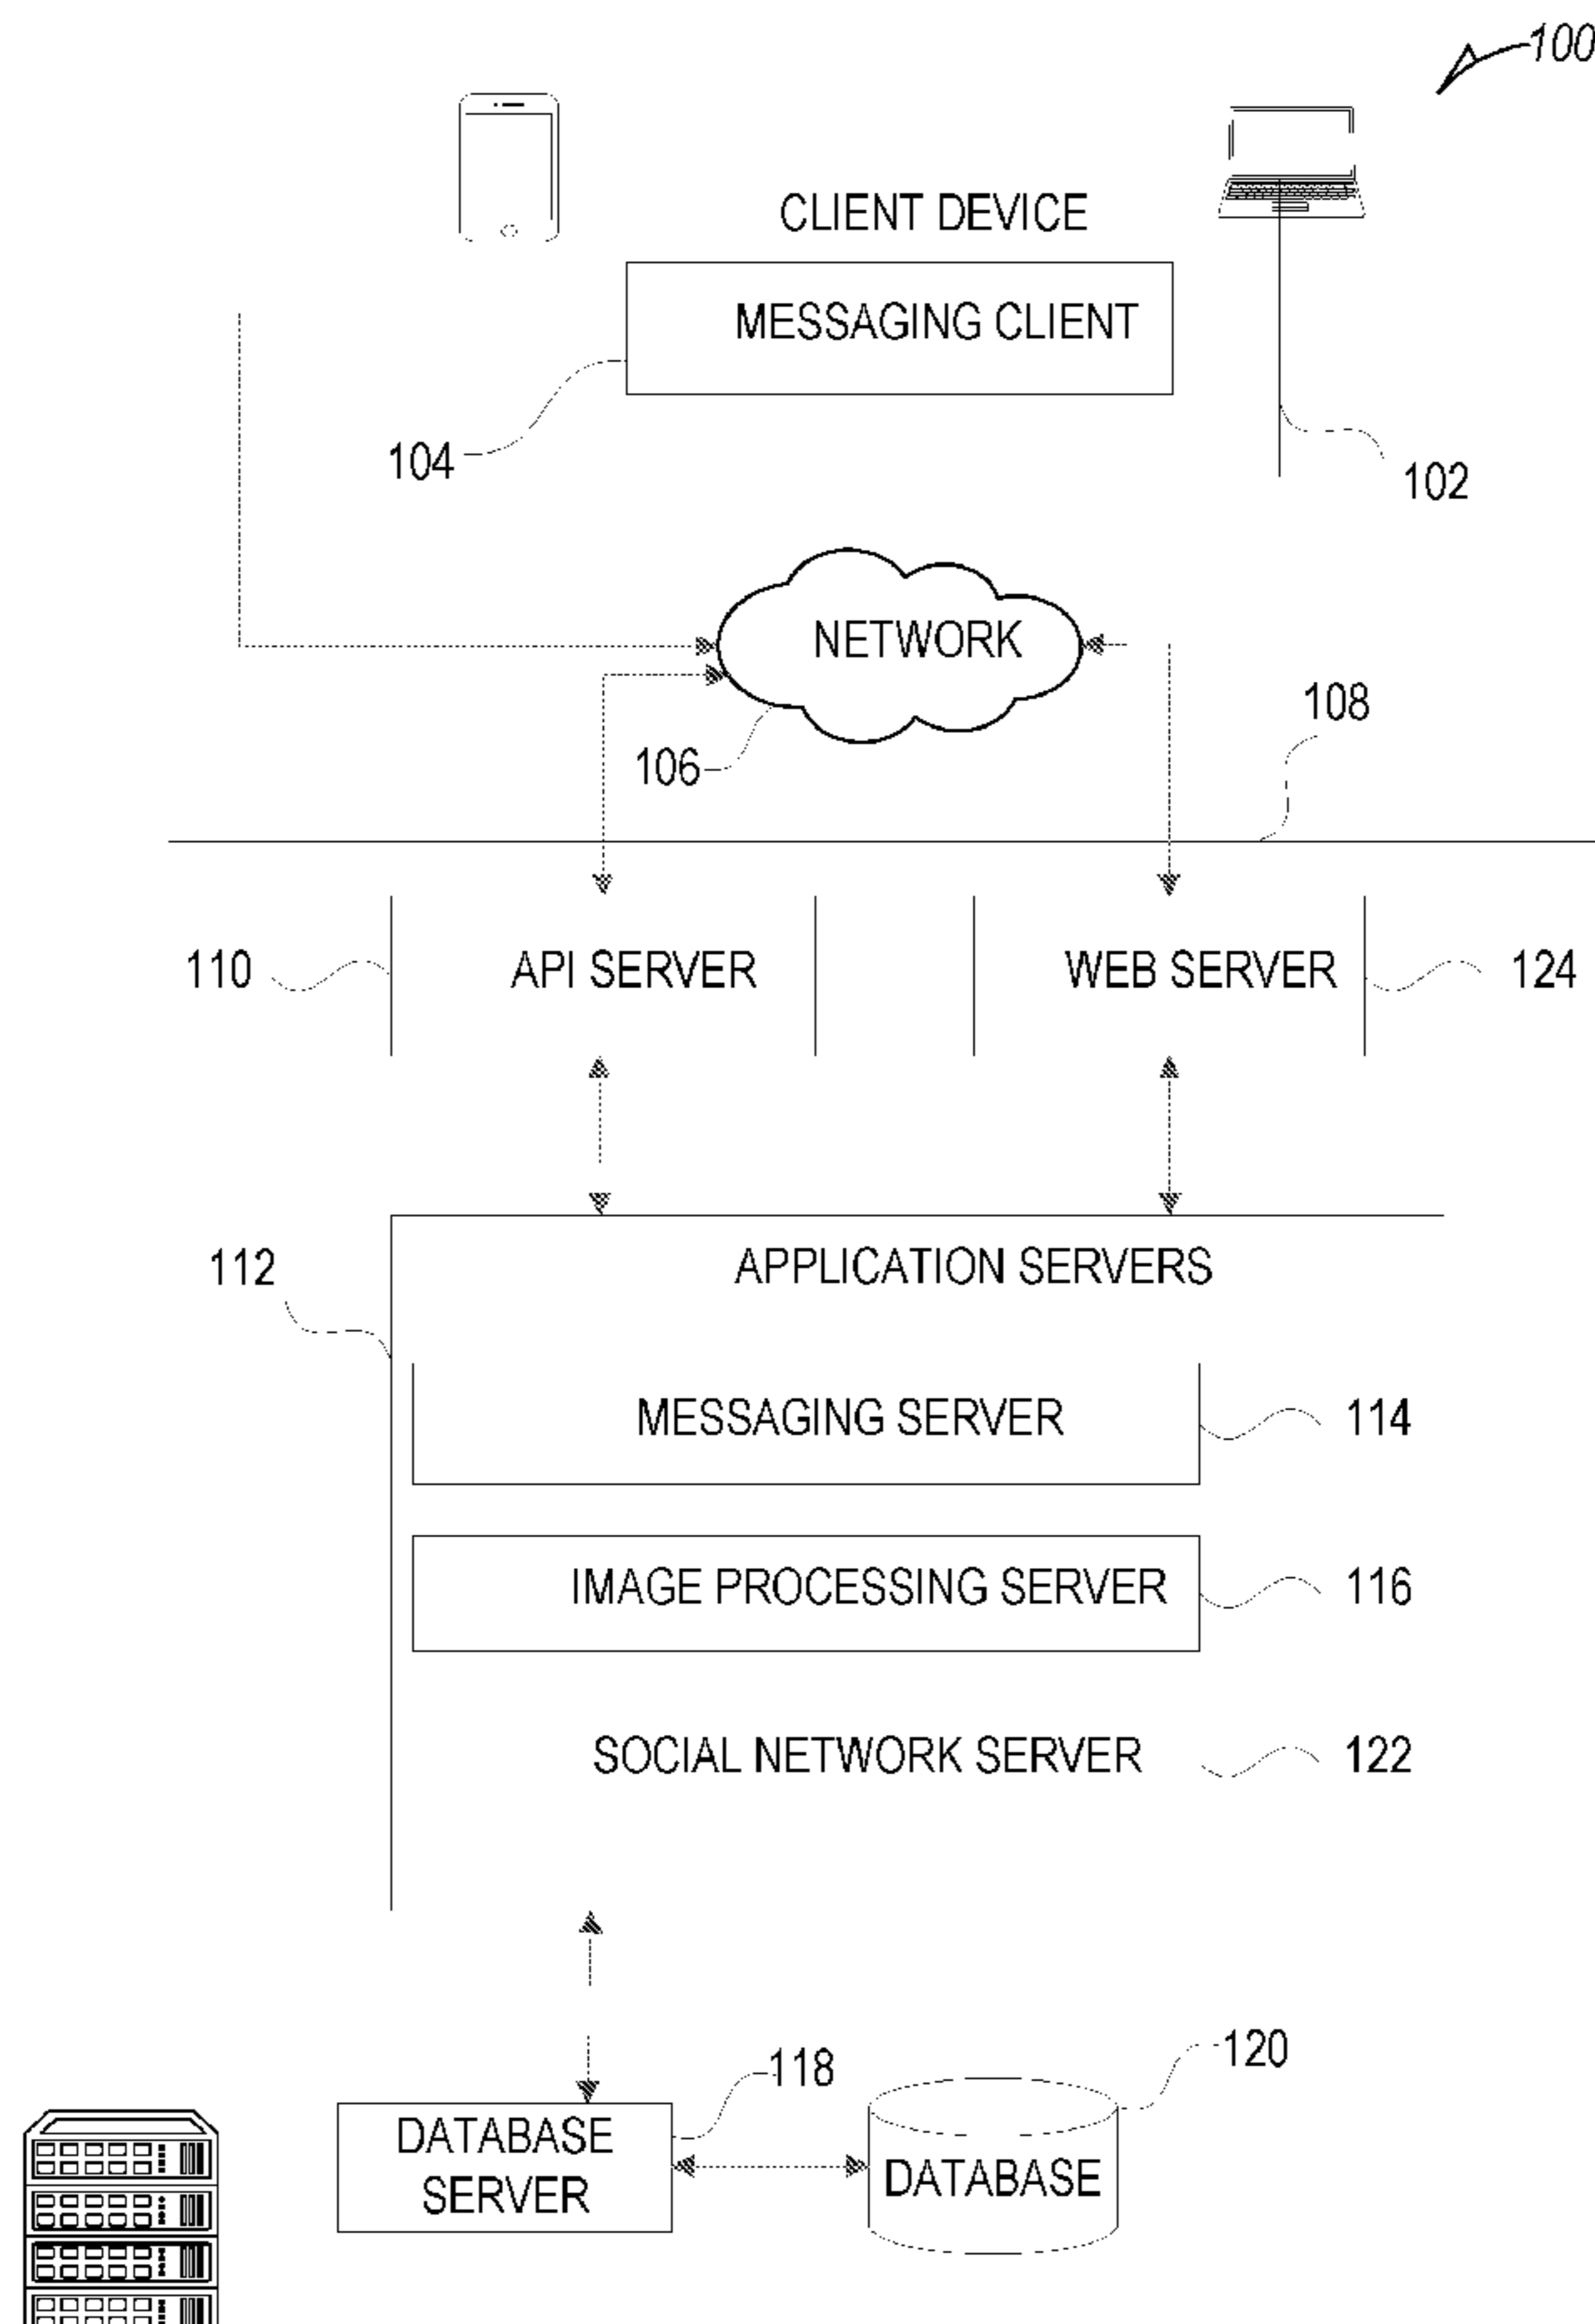 100
CLIENT DEVICE
MESSAGING CLIENT
104
102
NETWORK
108
106
110
API SERVER
WEB SERVER
124
112
APPLICATION SERVERS
MESSAGING SERVER
114
IMAGE PROCESSING SERVER
116
SOCIAL NETWORK SERVER
122
118
120
DATABASE
SERVER
DATABASE